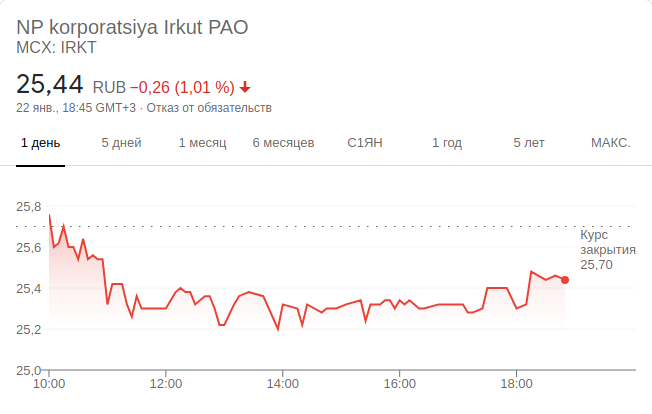 NP korporatsiya Irkut PAO
MCX: IRKT
25,44 RUB −0,26 (1,01 %)
22 янв., 18:45 GMT+3 · Отказ от обязательств
1 день 5 дней 1 месяц 6 месяцев С1ЯН 1 год 5 лет МАКС.
25,8
25,6
25,4
25,2
25,0
Курс
закрытия
25,70
10:00 12:00 14:00 16:00 18:00